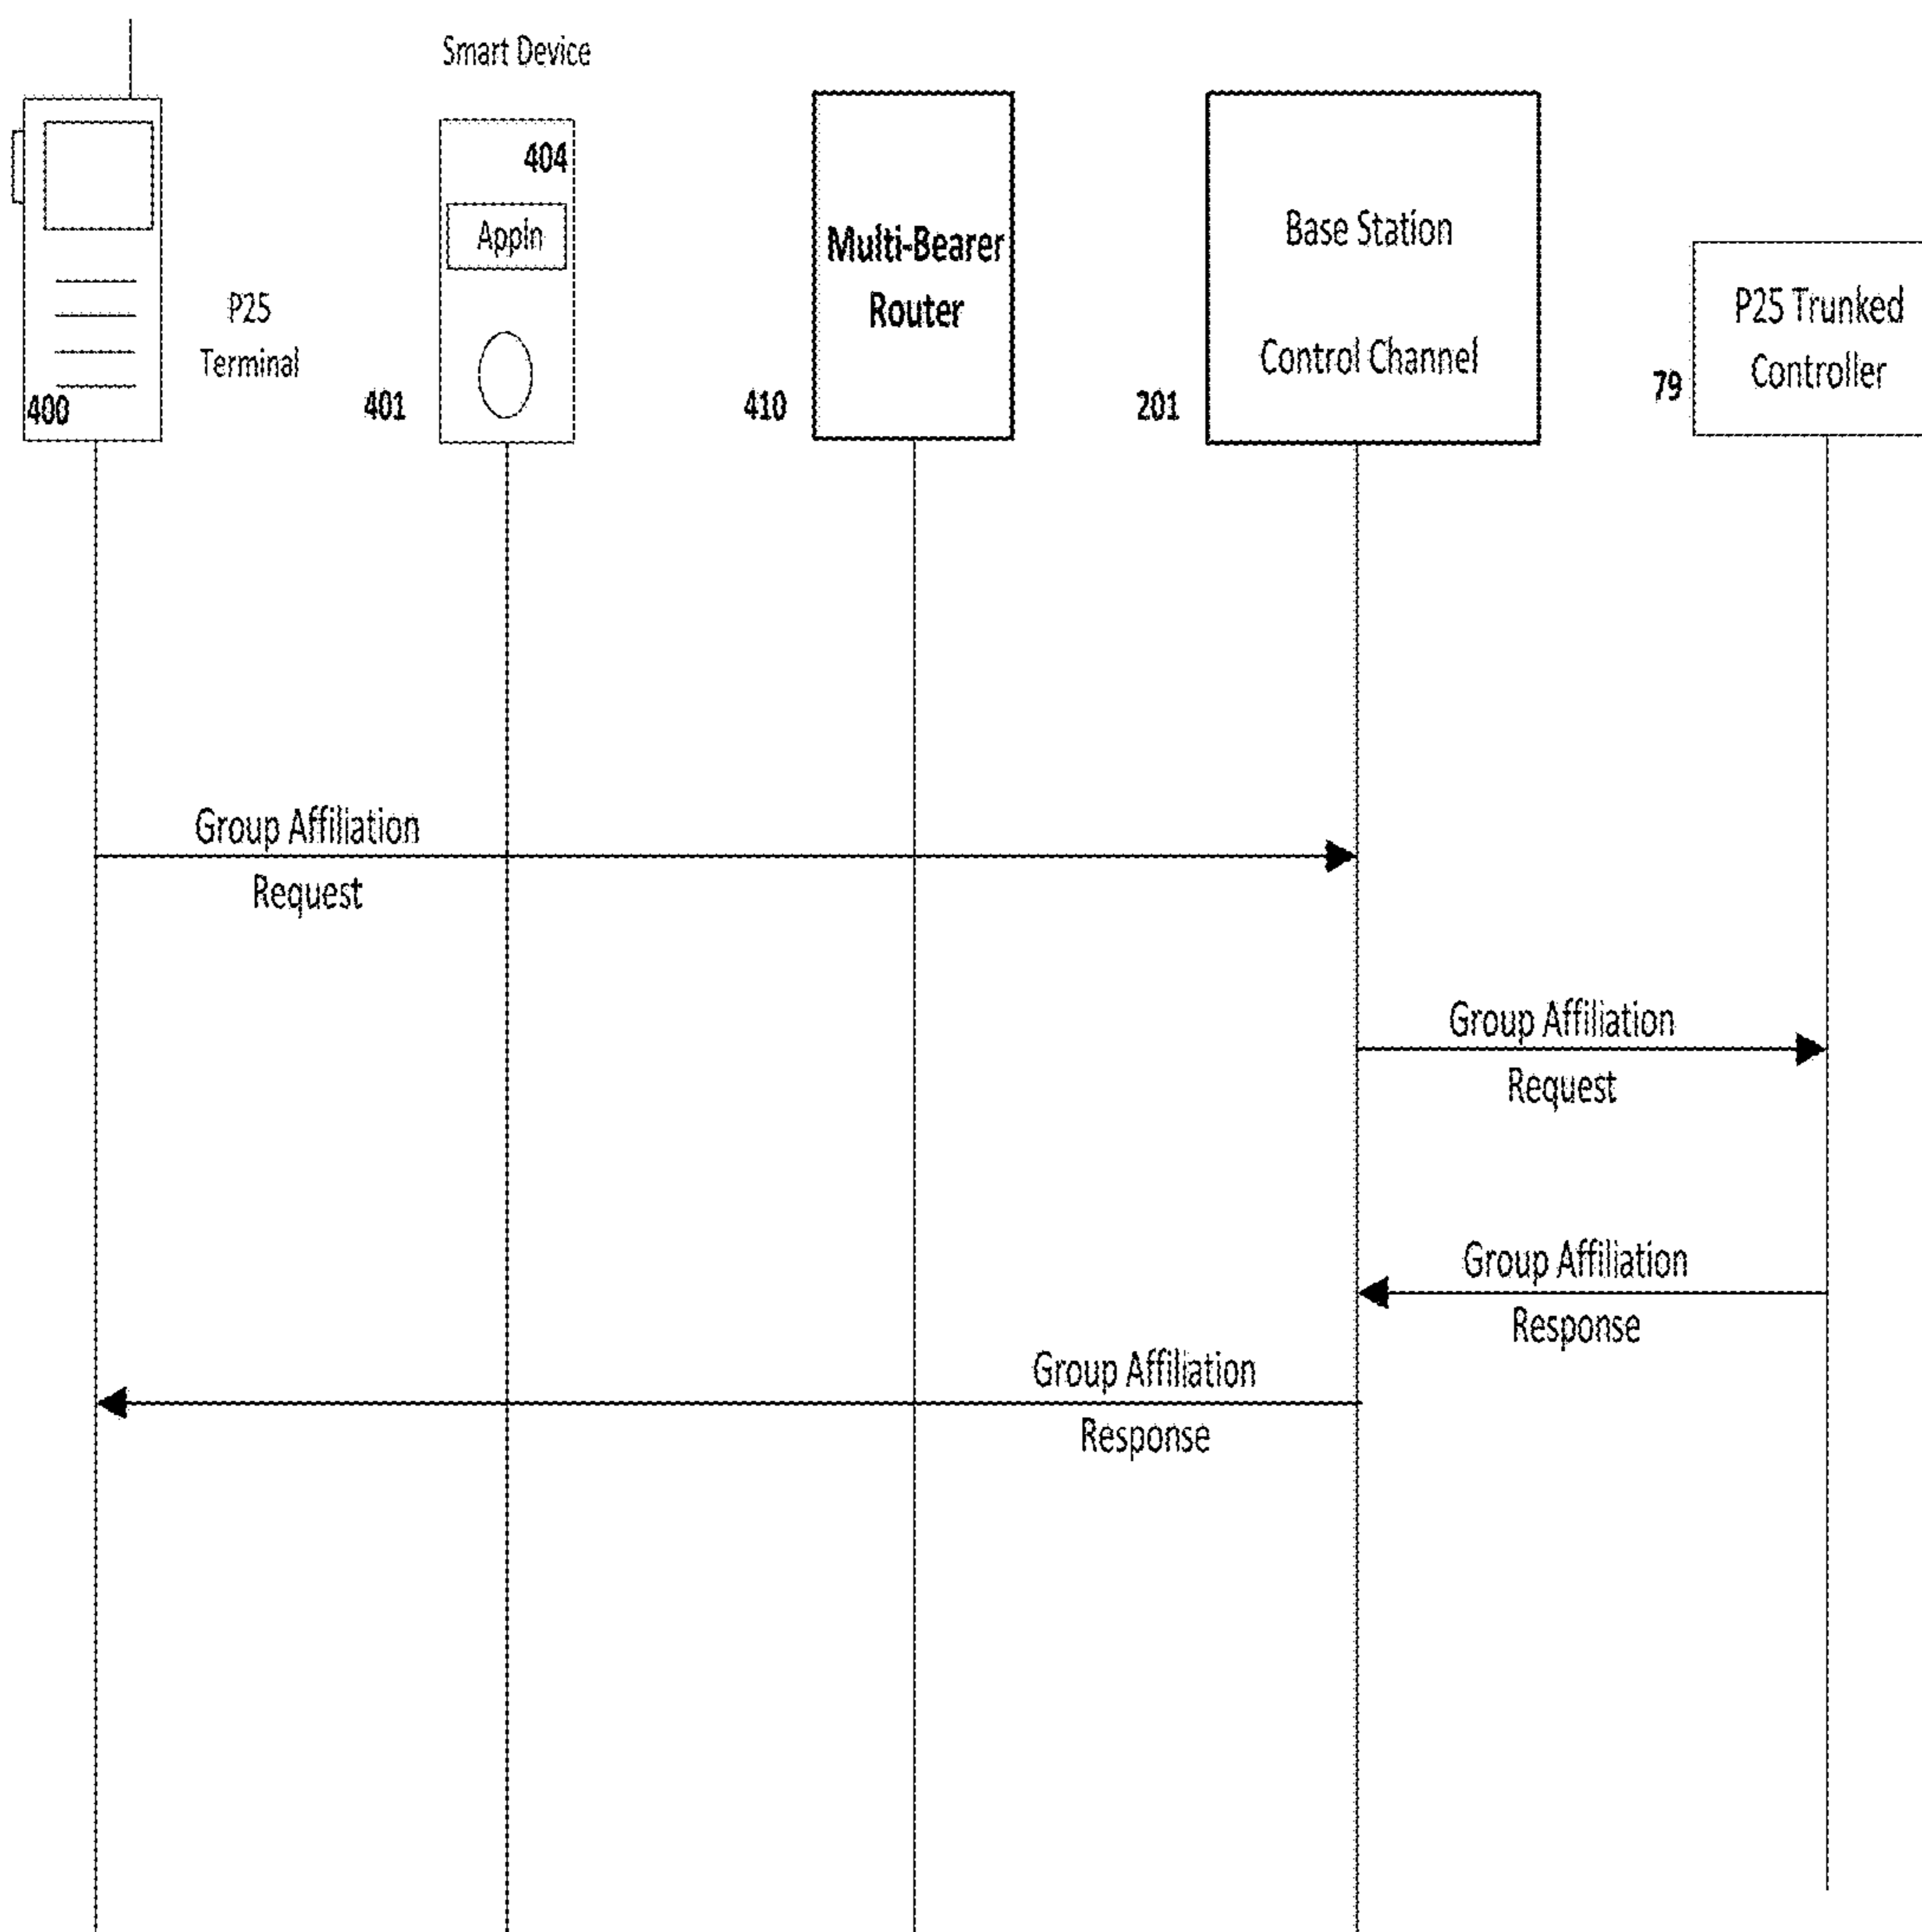 Smart Device
404
Appln
Multi-Bearer
Router
Base Station
Control Channel
P25
Terminal
P25 Trunked
Controller
400
401
410
201
79
Group Affiliation
Request
Group Affiliation
Request
Group Affiliation
Response
Group Affiliation
Response